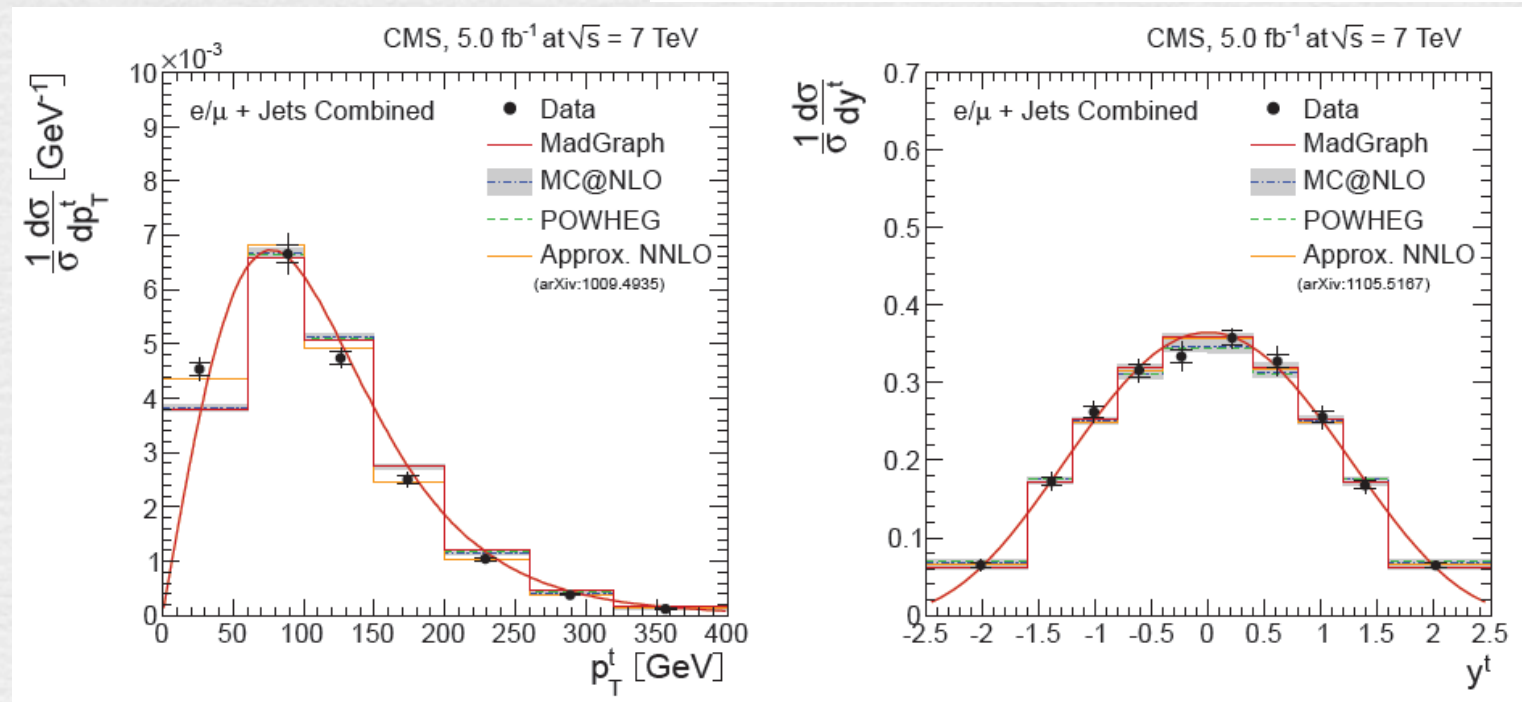 CMS, 5.0 fb⁻¹ at √s = 7 TeV
×10⁻³
1/σ dσ/dp_T^t [GeV⁻¹]
e/μ + Jets Combined
Data
MadGraph
MC@NLO
POWHEG
Approx. NNLO
(arXiv:1009.4935)
10
9
8
7
6
5
4
3
2
1
0
0 50 100 150 200 250 300 350 400
p_T^t [GeV]
CMS, 5.0 fb⁻¹ at √s = 7 TeV
1/σ dσ/dy^t
e/μ + Jets Combined
Data
MadGraph
MC@NLO
POWHEG
Approx. NNLO
(arXiv:1105.5167)
0.7
0.6
0.5
0.4
0.3
0.2
0.1
0
-2.5 -2 -1.5 -1 -0.5 0 0.5 1 1.5 2 2.5
y^t